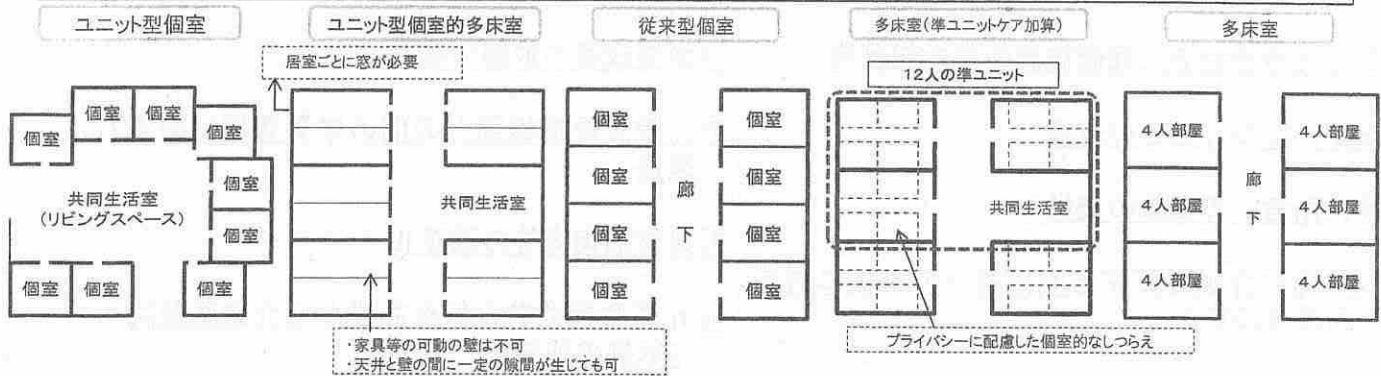 ユニット型個室
ユニット型個室的多床室
従来型個室
多床室(準ユニットケア加算)
多床室
居室ごとに窓が必要
12人の準ユニット
個室
個室
個室
個室
個室
個室
個室
個室
個室
共同生活室
(リビングスペース)
共同生活室
・家具等の可動の壁は不可
・天井と壁の間に一定の隙間が生じても可
個室
個室
個室
個室
廊
下
個室
個室
個室
個室
共同生活室
プライバシーに配慮した個室的なしつらえ
4人部屋
4人部屋
4人部屋
廊
下
4人部屋
4人部屋
4人部屋